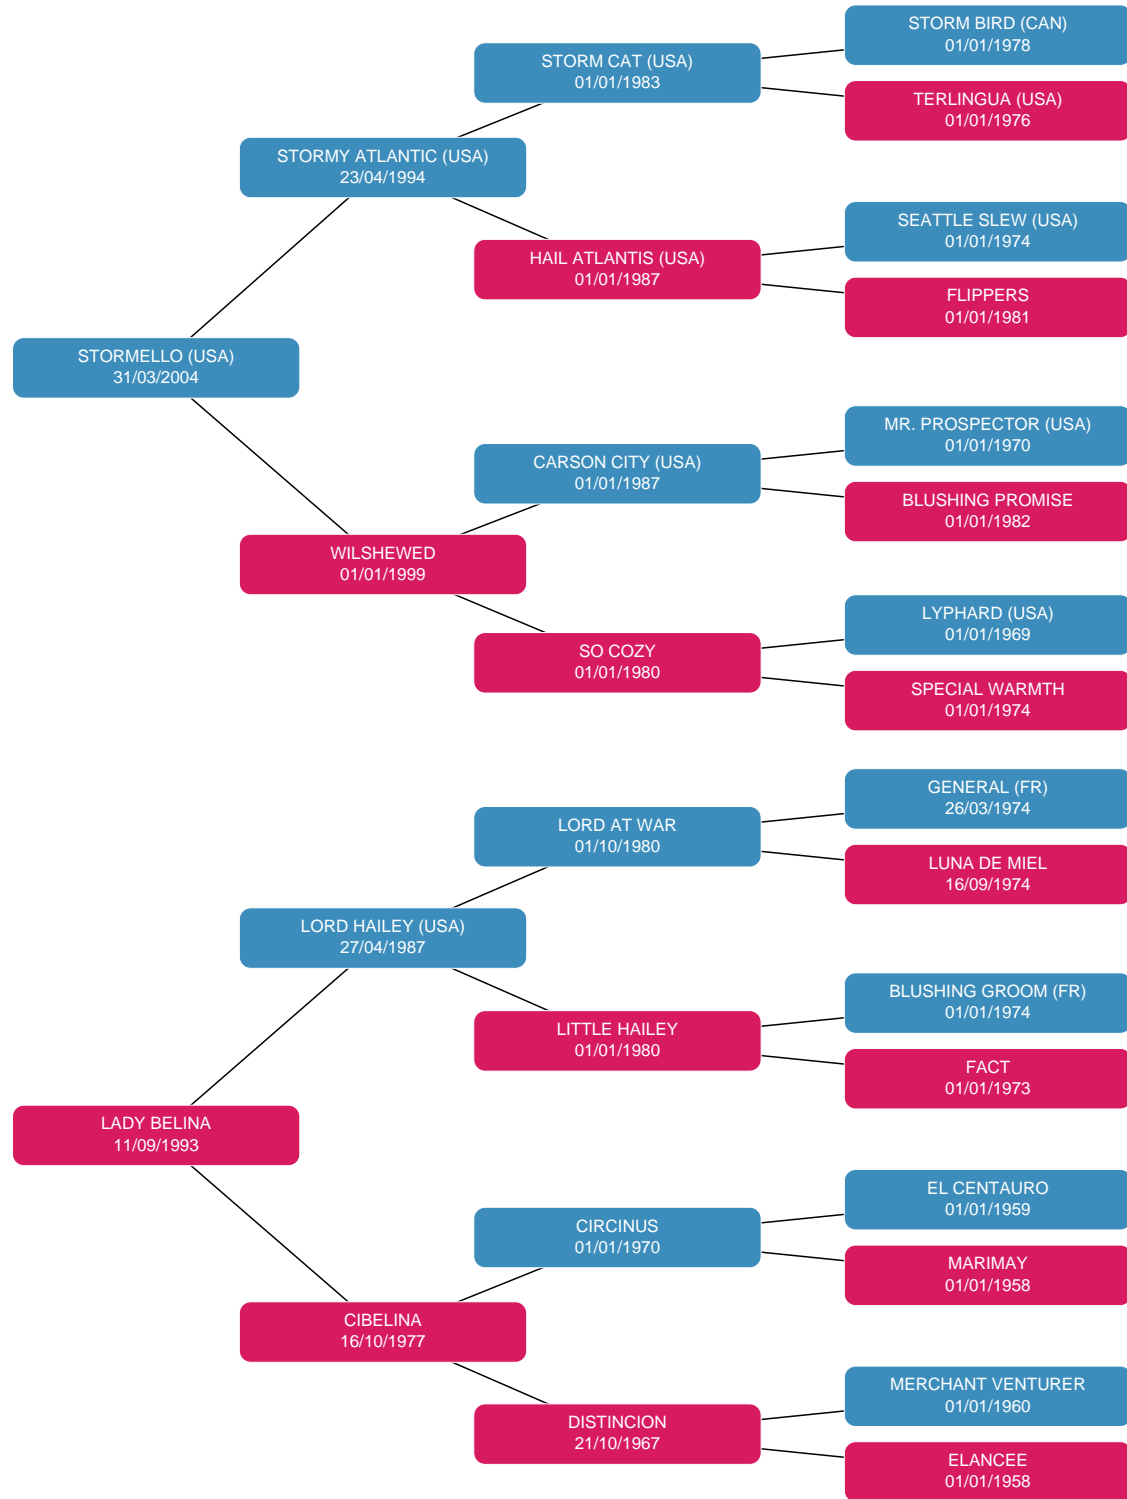 STORM BIRD (CAN)
01/01/1978
STORM CAT (USA)
01/01/1983
TERLINGUA (USA)
01/01/1976
STORMY ATLANTIC (USA)
23/04/1994
SEATTLE SLEW (USA)
01/01/1974
HAIL ATLANTIS (USA)
01/01/1987
FLIPPERS
01/01/1981
STORMELLO (USA)
31/03/2004
MR. PROSPECTOR (USA)
01/01/1970
CARSON CITY (USA)
01/01/1987
BLUSHING PROMISE
01/01/1982
WILSHEWED
01/01/1999
LYPHARD (USA)
01/01/1969
SO COZY
01/01/1980
SPECIAL WARMTH
01/01/1974
GENERAL (FR)
26/03/1974
LORD AT WAR
01/10/1980
LUNA DE MIEL
16/09/1974
LORD HAILEY (USA)
27/04/1987
BLUSHING GROOM (FR)
01/01/1974
LITTLE HAILEY
01/01/1980
FACT
01/01/1973
LADY BELINA
11/09/1993
EL CENTAURO
01/01/1959
CIRCINUS
01/01/1970
MARIMAY
01/01/1958
CIBELINA
16/10/1977
MERCHANT VENTURER
01/01/1960
DISTINCION
21/10/1967
ELANCEE
01/01/1958